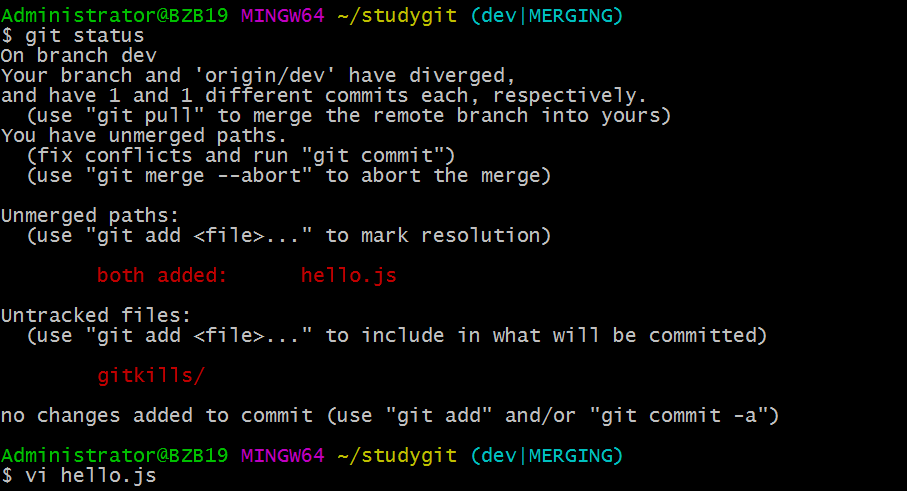 Administrator@BZB19 MINGW64 ~/studygit (dev|MERGING)
$ git status
On branch dev
Your branch and 'origin/dev' have diverged,
and have 1 and 1 different commits each, respectively.
  (use "git pull" to merge the remote branch into yours)
You have unmerged paths.
  (fix conflicts and run "git commit")
  (use "git merge --abort" to abort the merge)
Unmerged paths:
  (use "git add <file>..." to mark resolution)
        both added:      hello.js
Untracked files:
  (use "git add <file>..." to include in what will be committed)
        gitkills/
no changes added to commit (use "git add" and/or "git commit -a")
Administrator@BZB19 MINGW64 ~/studygit (dev|MERGING)
$ vi hello.js